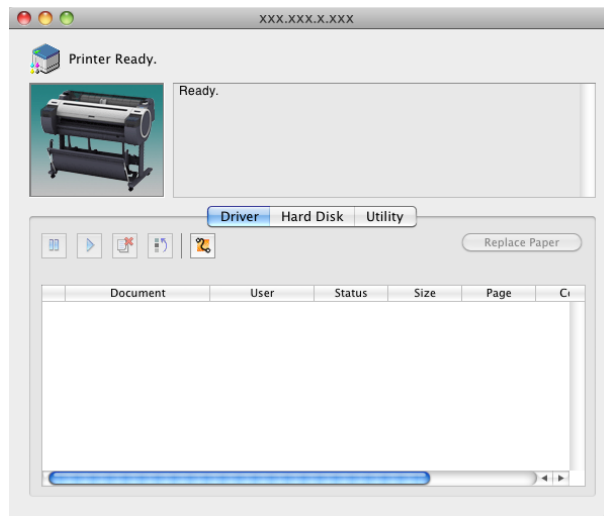 xxx.xxx.x.xxx
Printer Ready.
Ready.
Driver Hard Disk Utility
Replace Paper
Document User Status Size Page